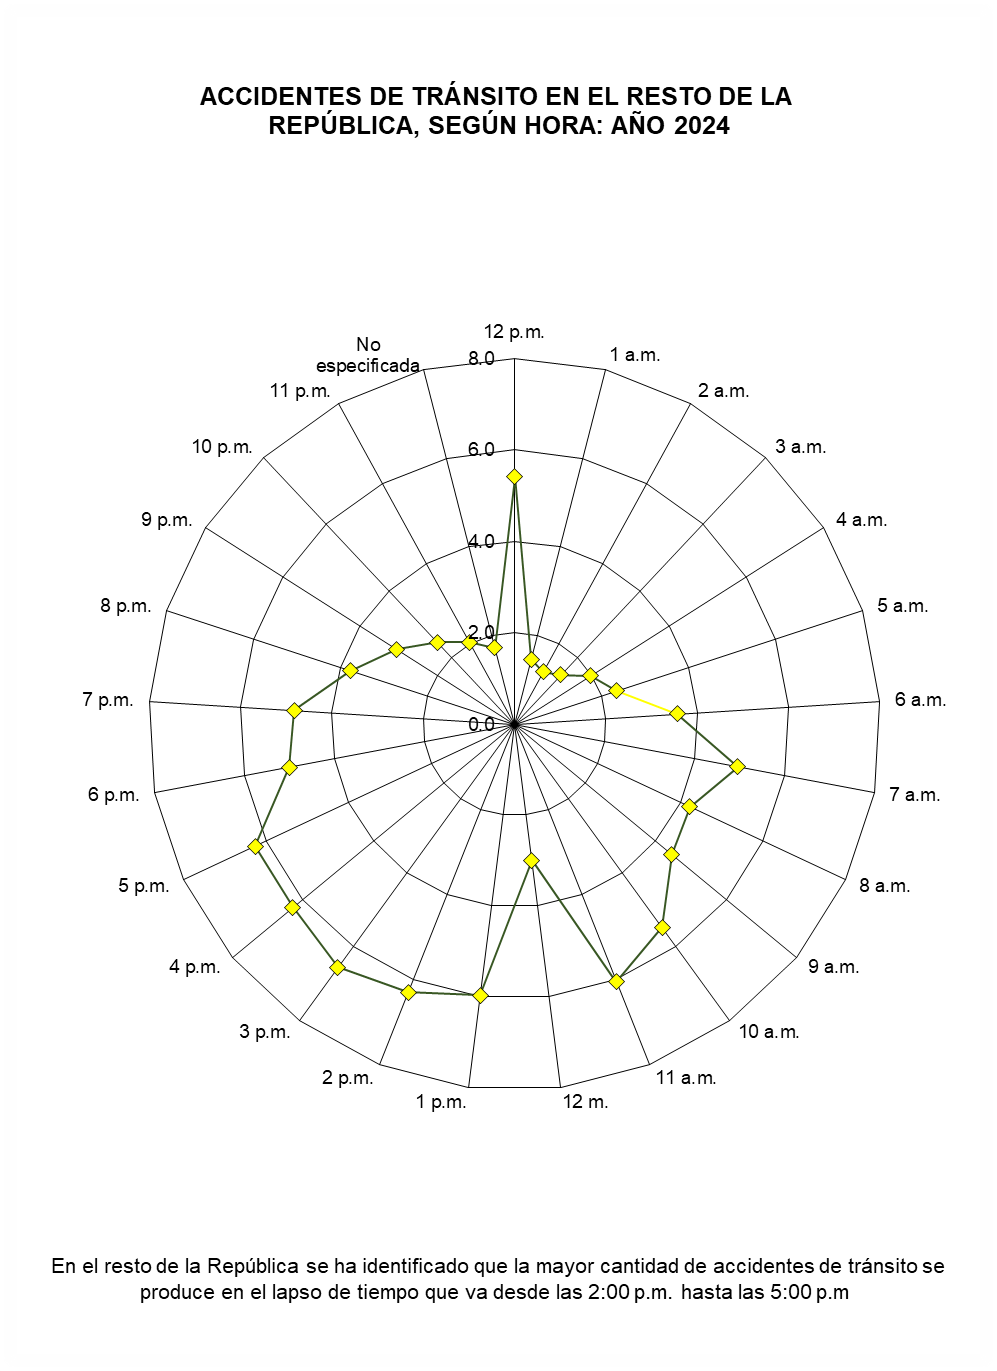 ACCIDENTES DE TRÁNSITO EN EL RESTO DE LA
REPÚBLICA, SEGÚN HORA: AÑO 2024
12 p.m.
1 a.m.
2 a.m.
3 a.m.
4 a.m.
5 a.m.
6 a.m.
7 a.m.
8 a.m.
9 a.m.
10 a.m.
11 a.m.
12 m.
1 p.m.
2 p.m.
3 p.m.
4 p.m.
5 p.m.
6 p.m.
7 p.m.
8 p.m.
9 p.m.
10 p.m.
11 p.m.
No
especificada
8.0
6.0
4.0
2.0
0.0
En el resto de la República se ha identificado que la mayor cantidad de accidentes de tránsito se
produce en el lapso de tiempo que va desde las 2:00 p.m. hasta las 5:00 p.m